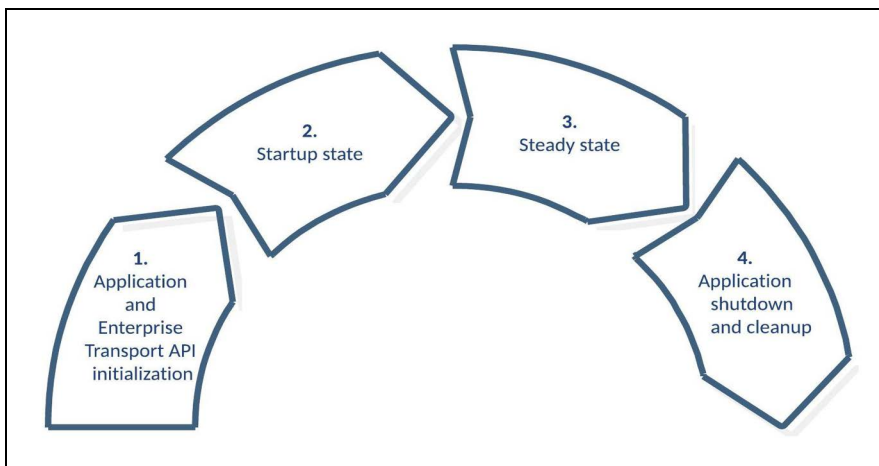 1.
Application
and
Enterprise
Transport API
initialization
2.
Startup state
3.
Steady state
4.
Application
shutdown
and cleanup